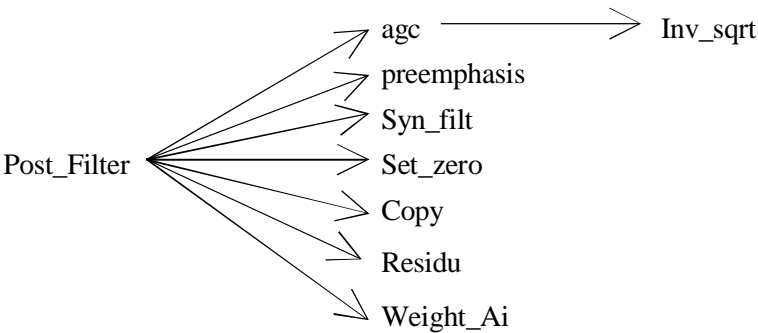 agc Inv_sqrt
preemphasis
Syn_filt
Post_Filter Set_zero
Copy
Residu
Weight_Ai